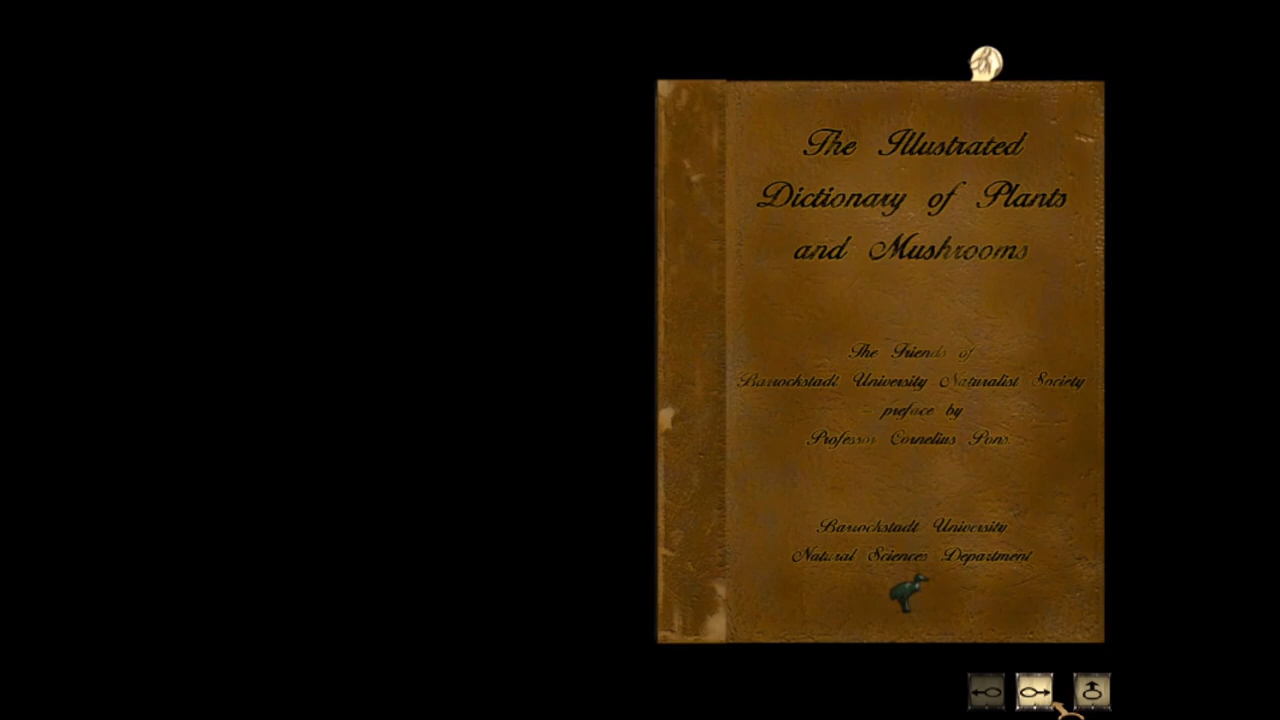 The Illustrated
Dictionary of Plants
and Mushrooms
The Friends of
Barrockstadt University Naturalist Society
preface by
Professor Cornelius Pons
Barrockstadt University
Natural Sciences Department